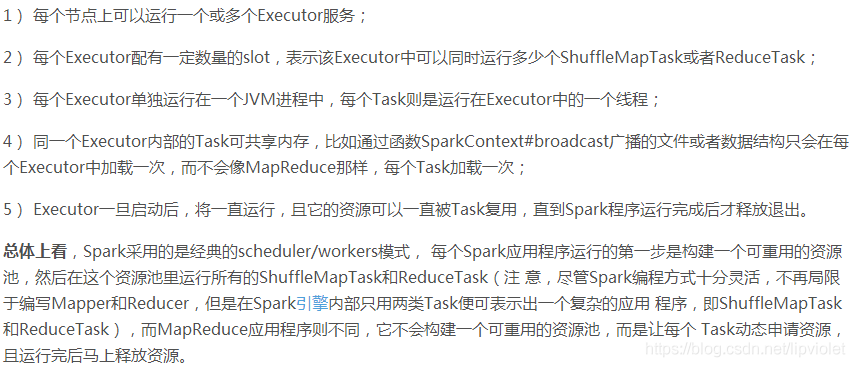 1） 每个节点上可以运行一个或多个Executor服务；
2） 每个Executor配有一定数量的slot，表示该Executor中可以同时运行多少个ShuffleMapTask或者ReduceTask；
3） 每个Executor单独运行在一个JVM进程中，每个Task则是运行在Executor中的一个线程；
4） 同一个Executor内部的Task可共享内存，比如通过函数SparkContext#broadcast广播的文件或者数据结构只会在每
个Executor中加载一次，而不会像MapReduce那样，每个Task加载一次；
5） Executor一旦启动后，将一直运行，且它的资源可以一直被Task复用，直到Spark程序运行完成后才释放退出。
总体上看，Spark采用的是经典的scheduler/workers模式， 每个Spark应用程序运行的第一步是构建一个可重用的资源
池，然后在这个资源池里运行所有的ShuffleMapTask和ReduceTask（注 意，尽管Spark编程方式十分灵活，不再局限
于编写Mapper和Reducer，但是在Spark引擎内部只用两类Task便可表示出一个复杂的应用 程序，即ShuffleMapTask
和ReduceTask），而MapReduce应用程序则不同，它不会构建一个可重用的资源池，而是让每个 Task动态申请资源，
且运行完后马上释放资源。
https://blog.csdn.net/lipviolet